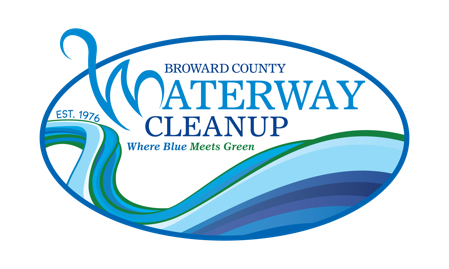 BROWARD COUNTY
WATERWAY
EST. 1976
CLEANUP
Where Blue Meets Green